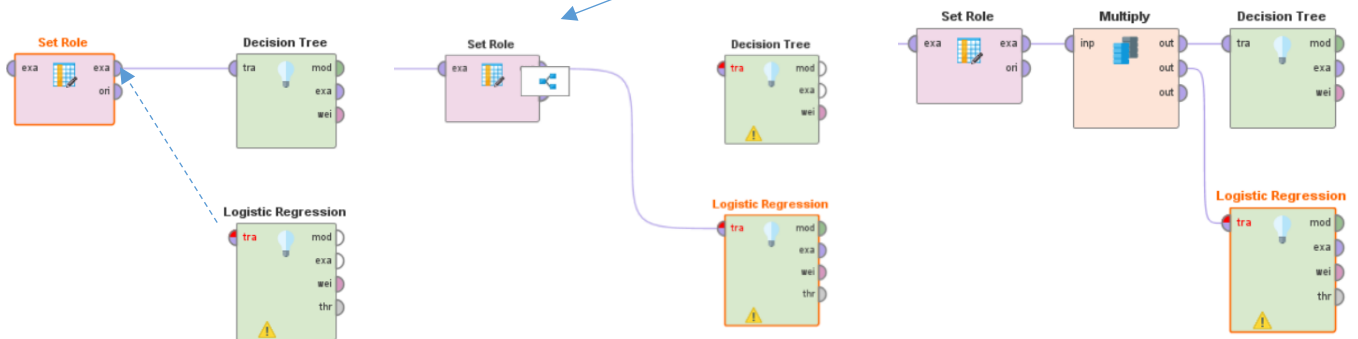 Set Role
exa
exa
ori
Decision Tree
tra
mod
exa
wei
Logistic Regression
tra
mod
exa
wei
thr
Set Role
exa
Decision Tree
tra
mod
exa
wei
Logistic Regression
tra
mod
exa
wei
thr
Set Role
exa
exa
ori
Multiply
inp
out
out
out
Decision Tree
tra
mod
exa
wei
Logistic Regression
tra
mod
exa
wei
thr